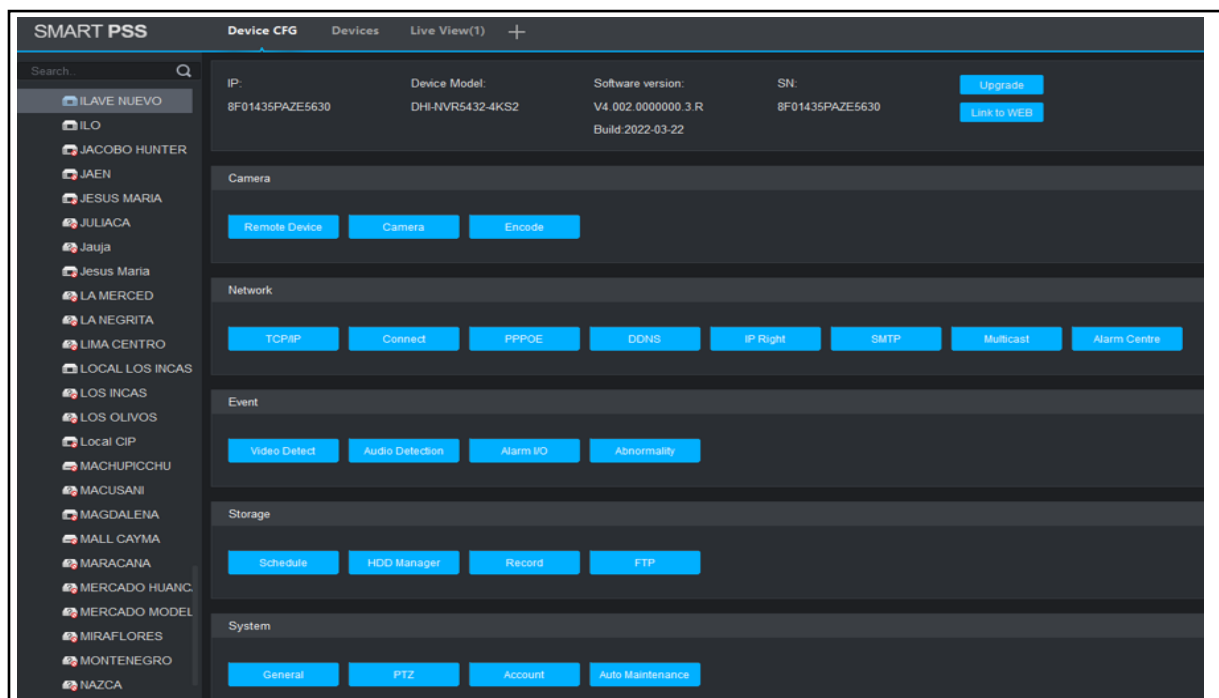 SMART PSS
Device CFG Devices Live View(1) +
Search..
ILAVE NUEVO
ILO
JACOBO HUNTER
JAEN
JESUS MARIA
JULIACA
Jauja
Jesus Maria
LA MERCED
LA NEGRITA
LIMA CENTRO
LOCAL LOS INCAS
LOS INCAS
LOS OLIVOS
Local CIP
MACHUPICCHU
MACUSANI
MAGDALENA
MALL CAYMA
MARACANA
MERCADO HUANC.
MERCADO MODEL
MIRAFLORES
MONTENEGRO
NAZCA
IP: Device Model: Software version: SN: Upgrade
8F01435PAZE5630 DHI-NVR5432-4KS2 V4.002.0000000.3.R 8F01435PAZE5630 Link to WEB
Build:2022-03-22
Camera
Remote Device Camera Encode
Network
TCP/IP Connect PPPOE DDNS IP Right SMTP Multicast Alarm Centre
Event
Video Detect Audio Detection Alarm I/O Abnormality
Storage
Schedule HDD Manager Record FTP
System
General PTZ Account Auto Maintenance